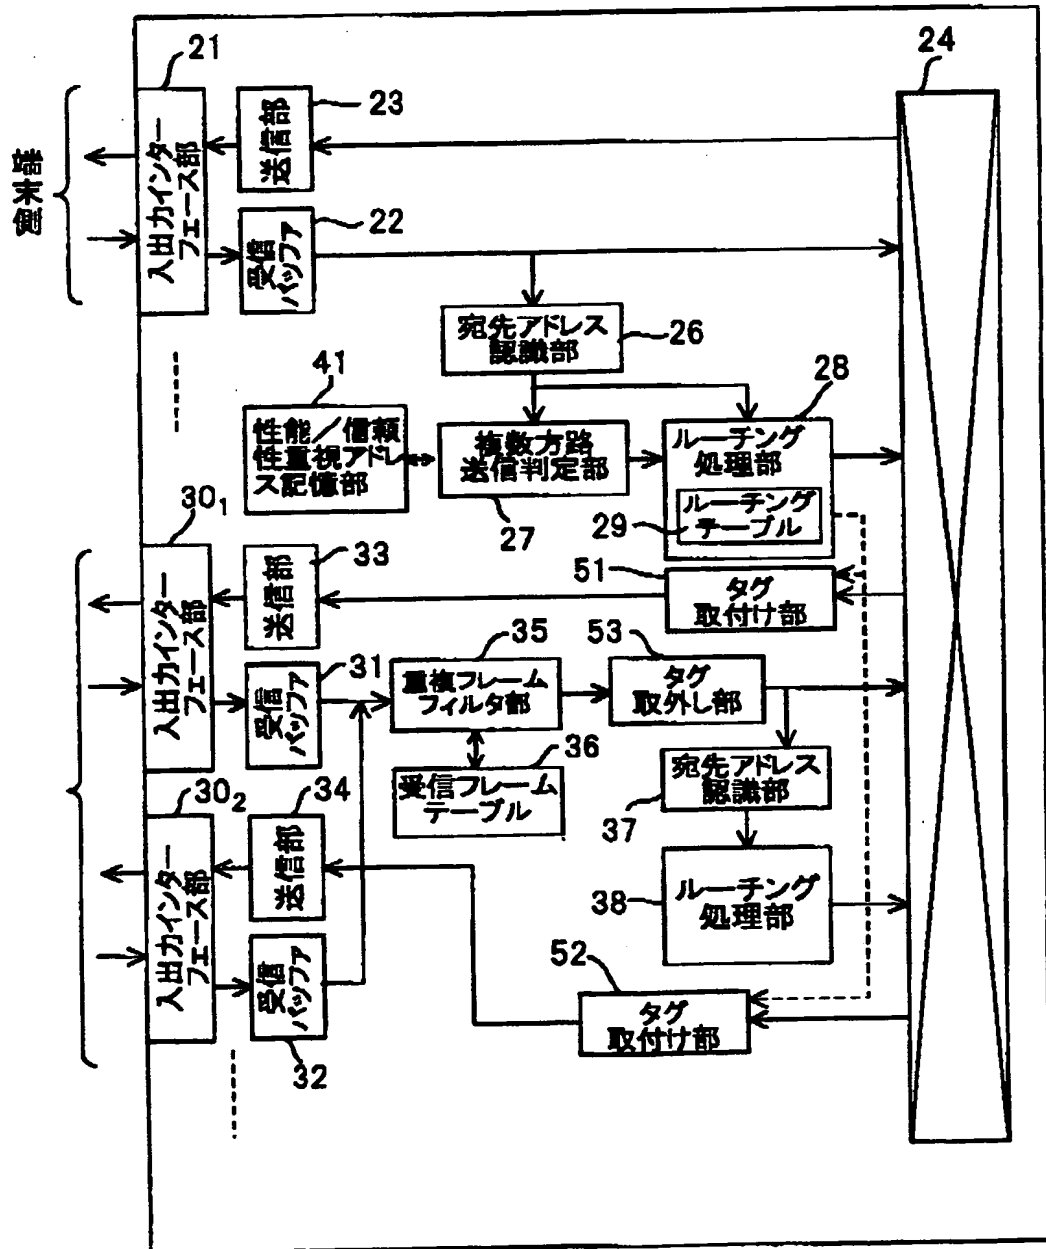 21
24
23
端末側
入出力インター
フェース部
送信部
22
受信
バッファ
宛先アドレス
認識部
26
41
28
性能/信頼
性重視アドレ
ス記憶部
複数方路
送信判定部
27
ルーチング
処理部
29
ルーチング
テーブル
30₁
33
51
入出力インター
フェース部
送信部
タグ
取付け部
31
35
53
受信
バッファ
重複フレーム
フィルタ部
タグ
取外し部
36
受信フレーム
テーブル
宛先アドレス
認識部
37
30₂
34
入出力インター
フェース部
送信部
38
ルーチング
処理部
受信
バッファ
32
52
タグ
取付け部